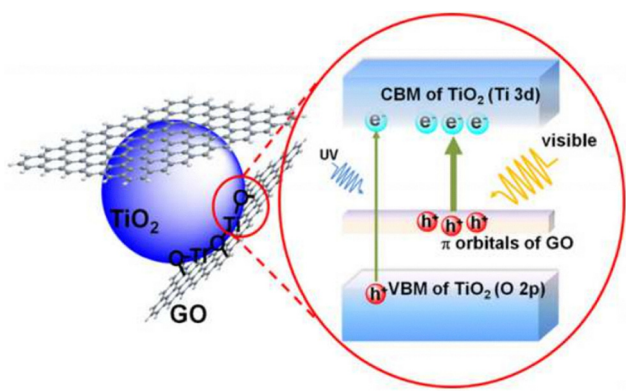 CBM of TiO2 (Ti 3d)
e- e- e- e-
UV
visible
h+ h+ h+
π orbitals of GO
h+ VBM of TiO2 (O 2p)
TiO2
O
Ti
O
Ti
O
GO